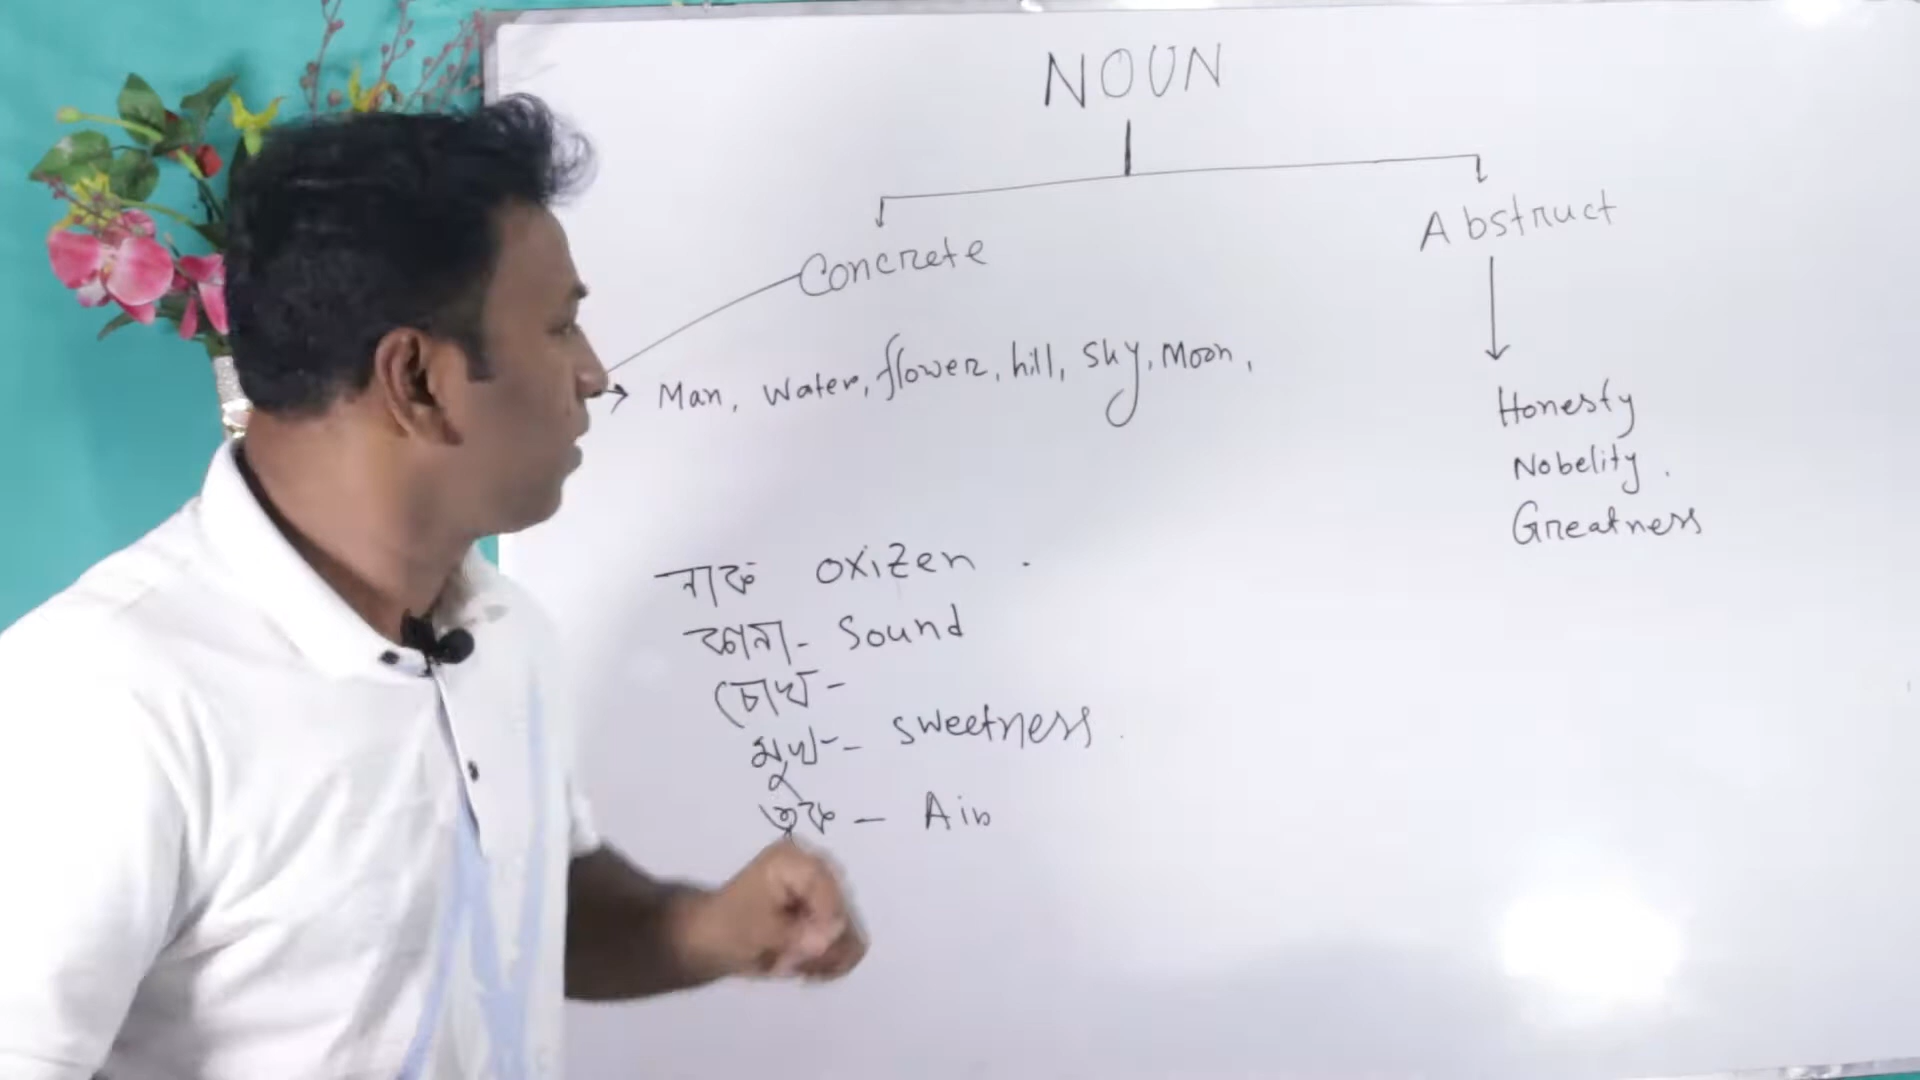 NOUN
Concrete
Abstruct
Man, Water, flower, hill, Sky, Moon,
Honesty
Nobelity.
Greatness
নাক oxizen.
কান - Sound
চোখ -
মুখ - sweetness
ত্বক - Air